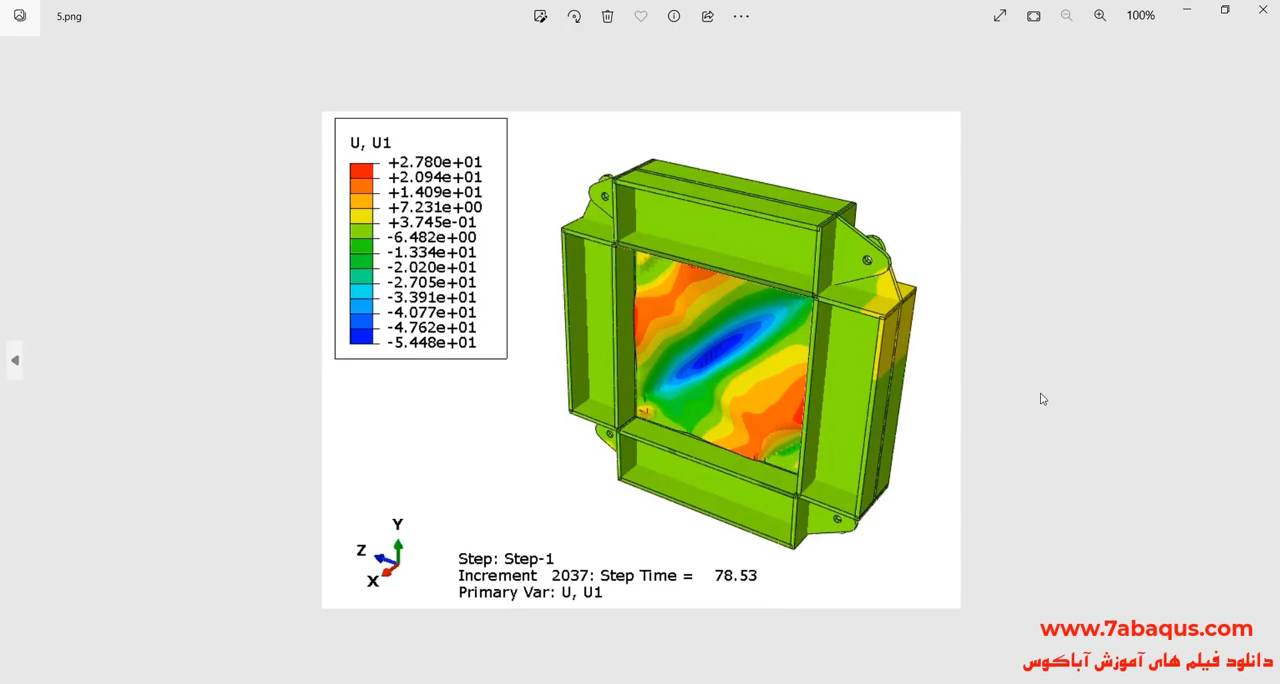 5.png
100%
U, U1
+2.780e+01
+2.094e+01
+1.409e+01
+7.231e+00
+3.745e-01
-6.482e+00
-1.334e+01
-2.020e+01
-2.705e+01
-3.391e+01
-4.077e+01
-4.762e+01
-5.448e+01
Y
Z
X
Step: Step-1
Increment 2037: Step Time = 78.53
Primary Var: U, U1
www.7abaqus.com
دانلود فیلم های آموزش آباکوس